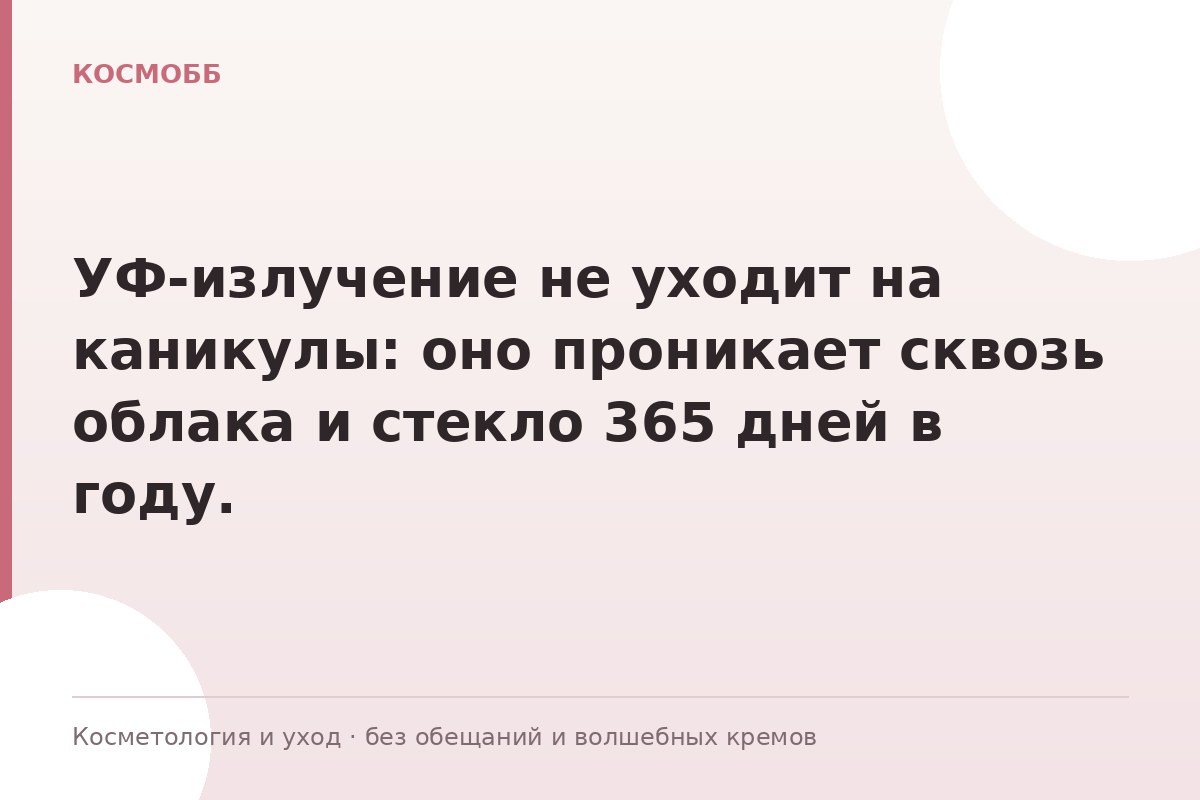 КОСМОББ
УФ-излучение не уходит на
каникулы: оно проникает сквозь
облака и стекло 365 дней в
году.
Косметология и уход · без обещаний и волшебных кремов